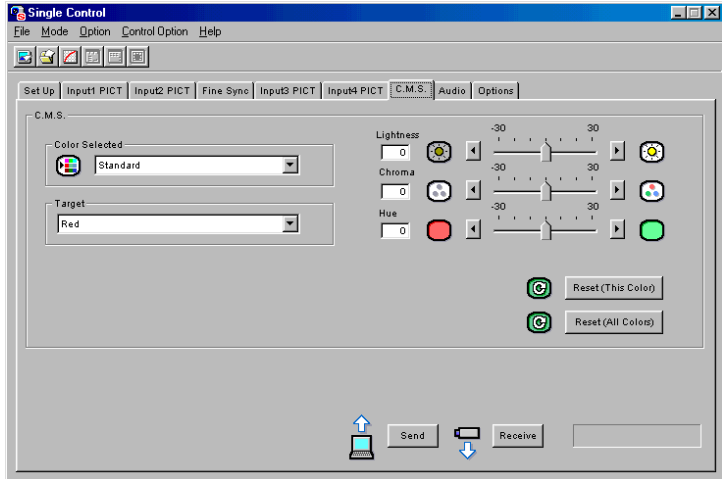 Single Control
File Mode Option Control Option Help
Set Up Input1 PICT Input2 PICT Fine Sync Input3 PICT Input4 PICT C.M.S. Audio Options
C.M.S.
Color Selected
Standard
Target
Red
Lightness
0
-30 30
Chroma
0
-30 30
Hue
0
-30 30
Reset (This Color)
Reset (All Colors)
Send
Receive